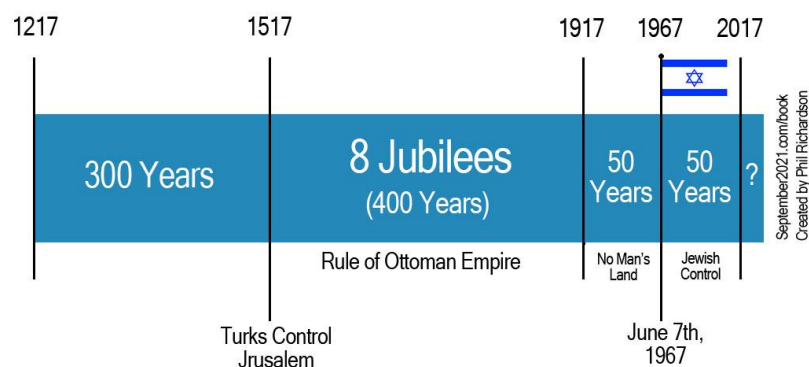 1217
1517
1917
1967
2017
300 Years
8 Jubilees
(400 Years)
50
Years
50
Years
?
Rule of Ottoman Empire
No Man's
Land
Jewish
Control
Turks Control
Jrusalem
June 7th,
1967
September2021.com/book
Created by Phil Richardson